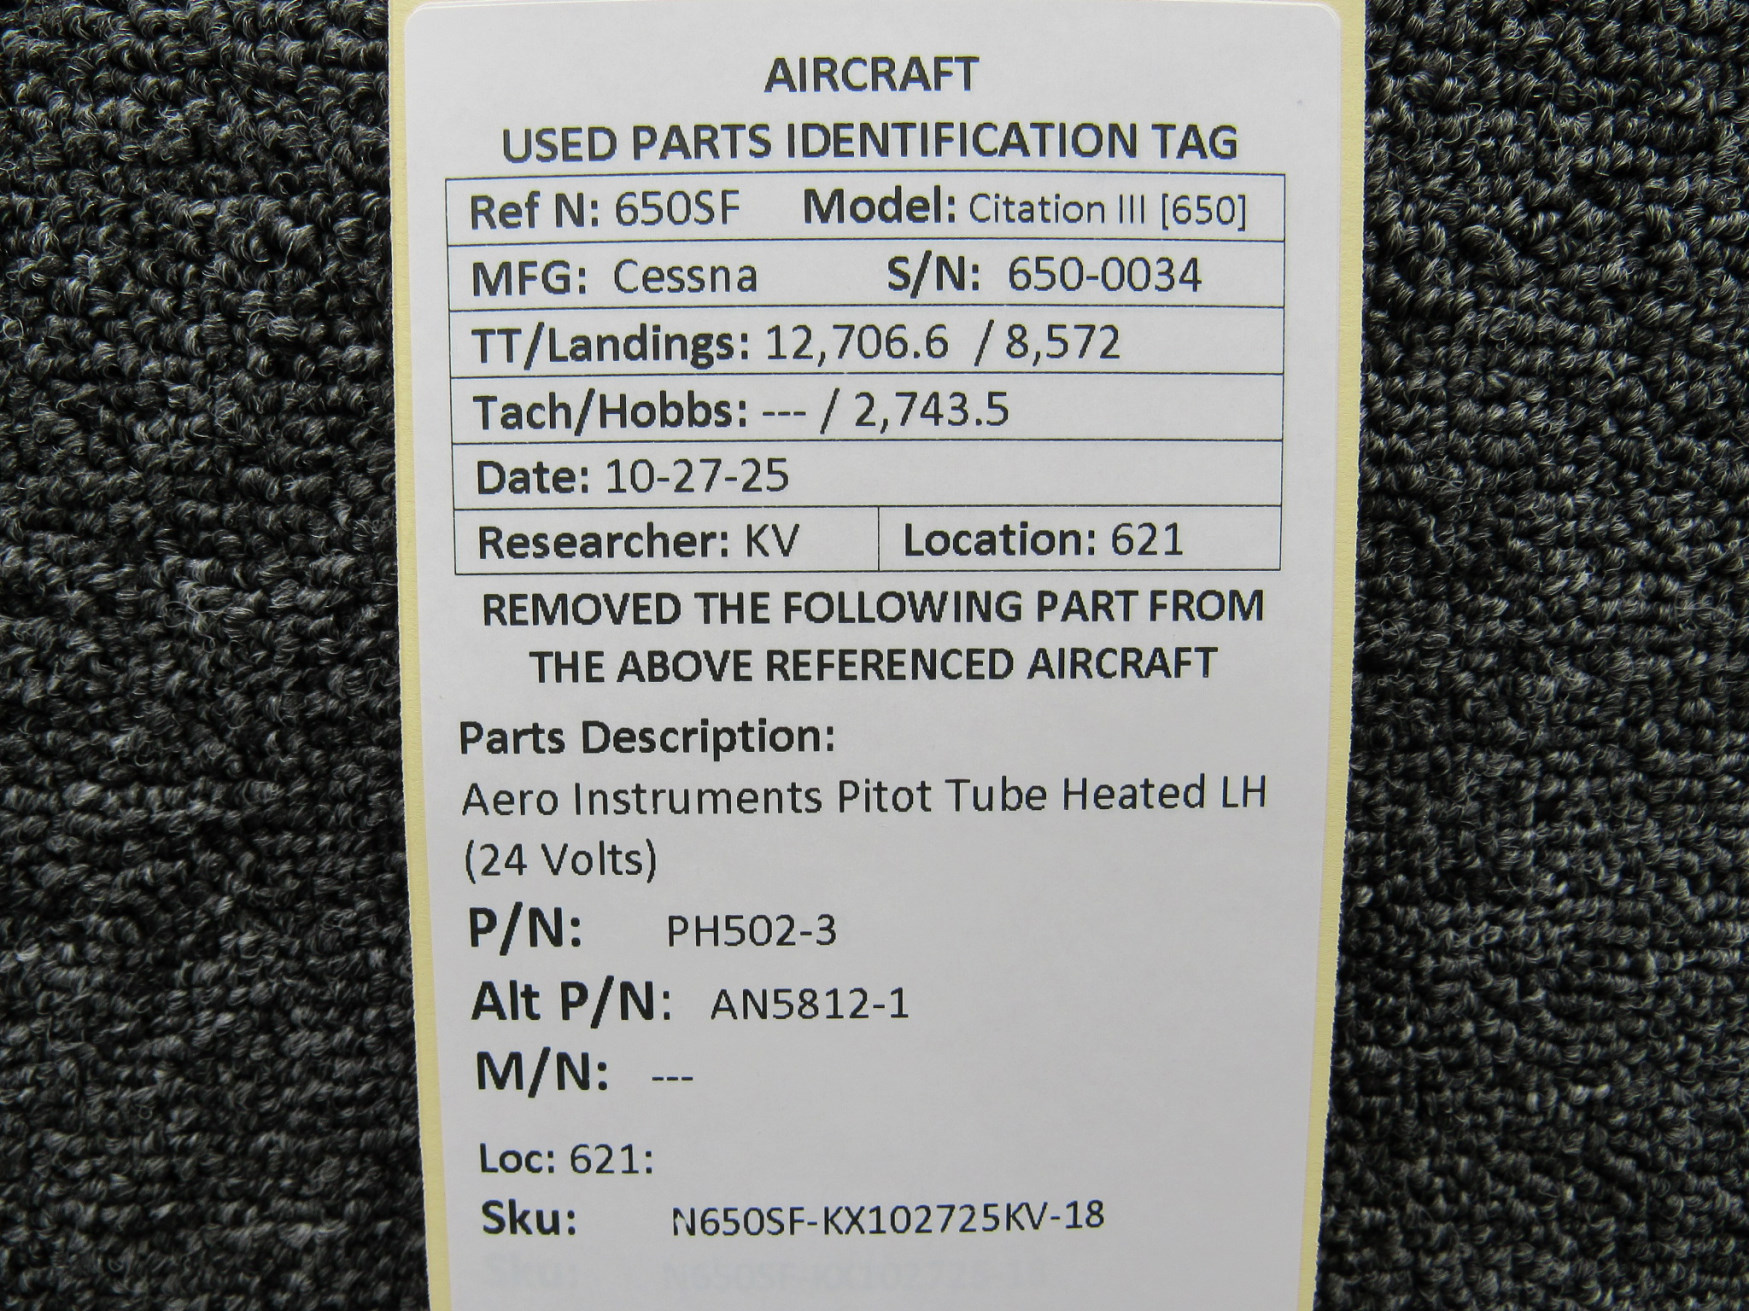 AIRCRAFT
USED PARTS IDENTIFICATION TAG
Ref N: 650SF Model: Citation III [650]
MFG: Cessna S/N: 650-0034
TT/Landings: 12,706.6 / 8,572
Tach/Hobbs: --- / 2,743.5
Date: 10-27-25
Researcher: KV Location: 621
REMOVED THE FOLLOWING PART FROM
THE ABOVE REFERENCED AIRCRAFT
Parts Description:
Aero Instruments Pitot Tube Heated LH
(24 Volts)
P/N: PH502-3
Alt P/N: AN5812-1
M/N: ---
Loc: 621:
Sku: N650SF-KX102725KV-18